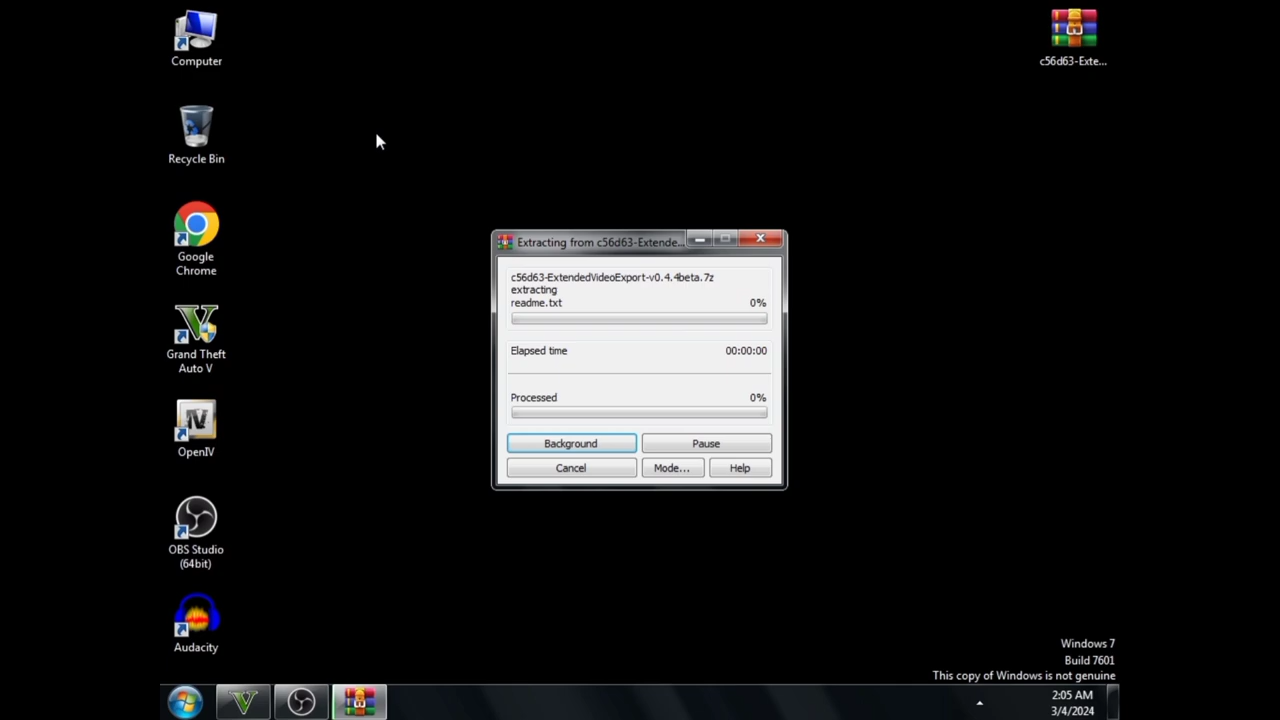 Computer
c56d63-Exte...
Recycle Bin
Google
Chrome
Extracting from c56d63-Extende...
c56d63-ExtendedVideoExport-v0.4.4beta.7z
extracting
readme.txt 0%
Grand Theft
Auto V
Elapsed time 00:00:00
Processed 0%
Background Pause
Cancel Mode... Help
OpenIV
OBS Studio
(64bit)
Audacity
Windows 7
Build 7601
This copy of Windows is not genuine
2:05 AM
3/4/2024